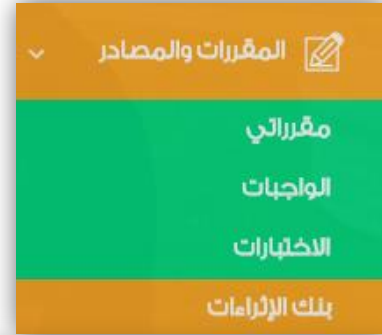 المقررات والمصادر
مقرراتي
الواجبات
الاختبارات
بنك الإثراءات